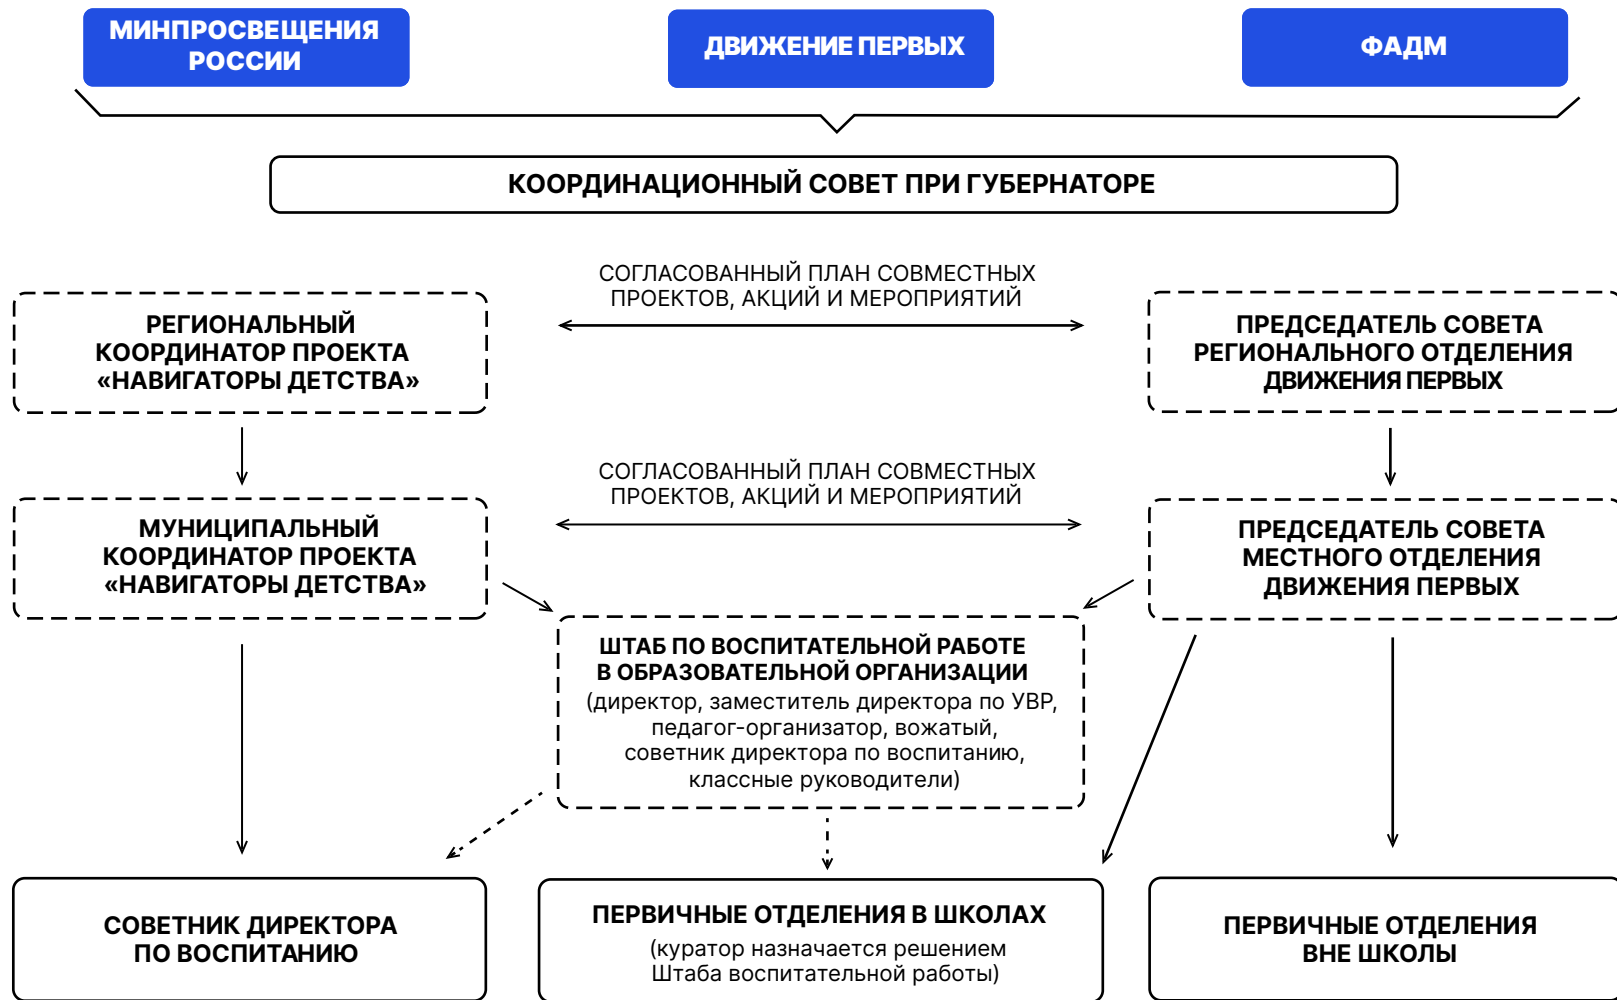 МИНПРОСВЕЩЕНИЯ
РОССИИ
ДВИЖЕНИЕ ПЕРВЫХ
ФАДМ
КООРДИНАЦИОННЫЙ СОВЕТ ПРИ ГУБЕРНАТОРЕ
СОГЛАСОВАННЫЙ ПЛАН СОВМЕСТНЫХ
ПРОЕКТОВ, АКЦИЙ И МЕРОПРИЯТИЙ
РЕГИОНАЛЬНЫЙ
КООРДИНАТОР ПРОЕКТА
«НАВИГАТОРЫ ДЕТСТВА»
ПРЕДСЕДАТЕЛЬ СОВЕТА
РЕГИОНАЛЬНОГО ОТДЕЛЕНИЯ
ДВИЖЕНИЯ ПЕРВЫХ
СОГЛАСОВАННЫЙ ПЛАН СОВМЕСТНЫХ
ПРОЕКТОВ, АКЦИЙ И МЕРОПРИЯТИЙ
МУНИЦИПАЛЬНЫЙ
КООРДИНАТОР ПРОЕКТА
«НАВИГАТОРЫ ДЕТСТВА»
ПРЕДСЕДАТЕЛЬ СОВЕТА
МЕСТНОГО ОТДЕЛЕНИЯ
ДВИЖЕНИЯ ПЕРВЫХ
ШТАБ ПО ВОСПИТАТЕЛЬНОЙ РАБОТЕ
В ОБРАЗОВАТЕЛЬНОЙ ОРГАНИЗАЦИИ
(директор, заместитель директора по УВР,
педагог-организатор, вожатый,
советник директора по воспитанию,
классные руководители)
СОВЕТНИК ДИРЕКТОРА
ПО ВОСПИТАНИЮ
ПЕРВИЧНЫЕ ОТДЕЛЕНИЯ В ШКОЛАХ
(куратор назначается решением
Штаба воспитательной работы)
ПЕРВИЧНЫЕ ОТДЕЛЕНИЯ
ВНЕ ШКОЛЫ